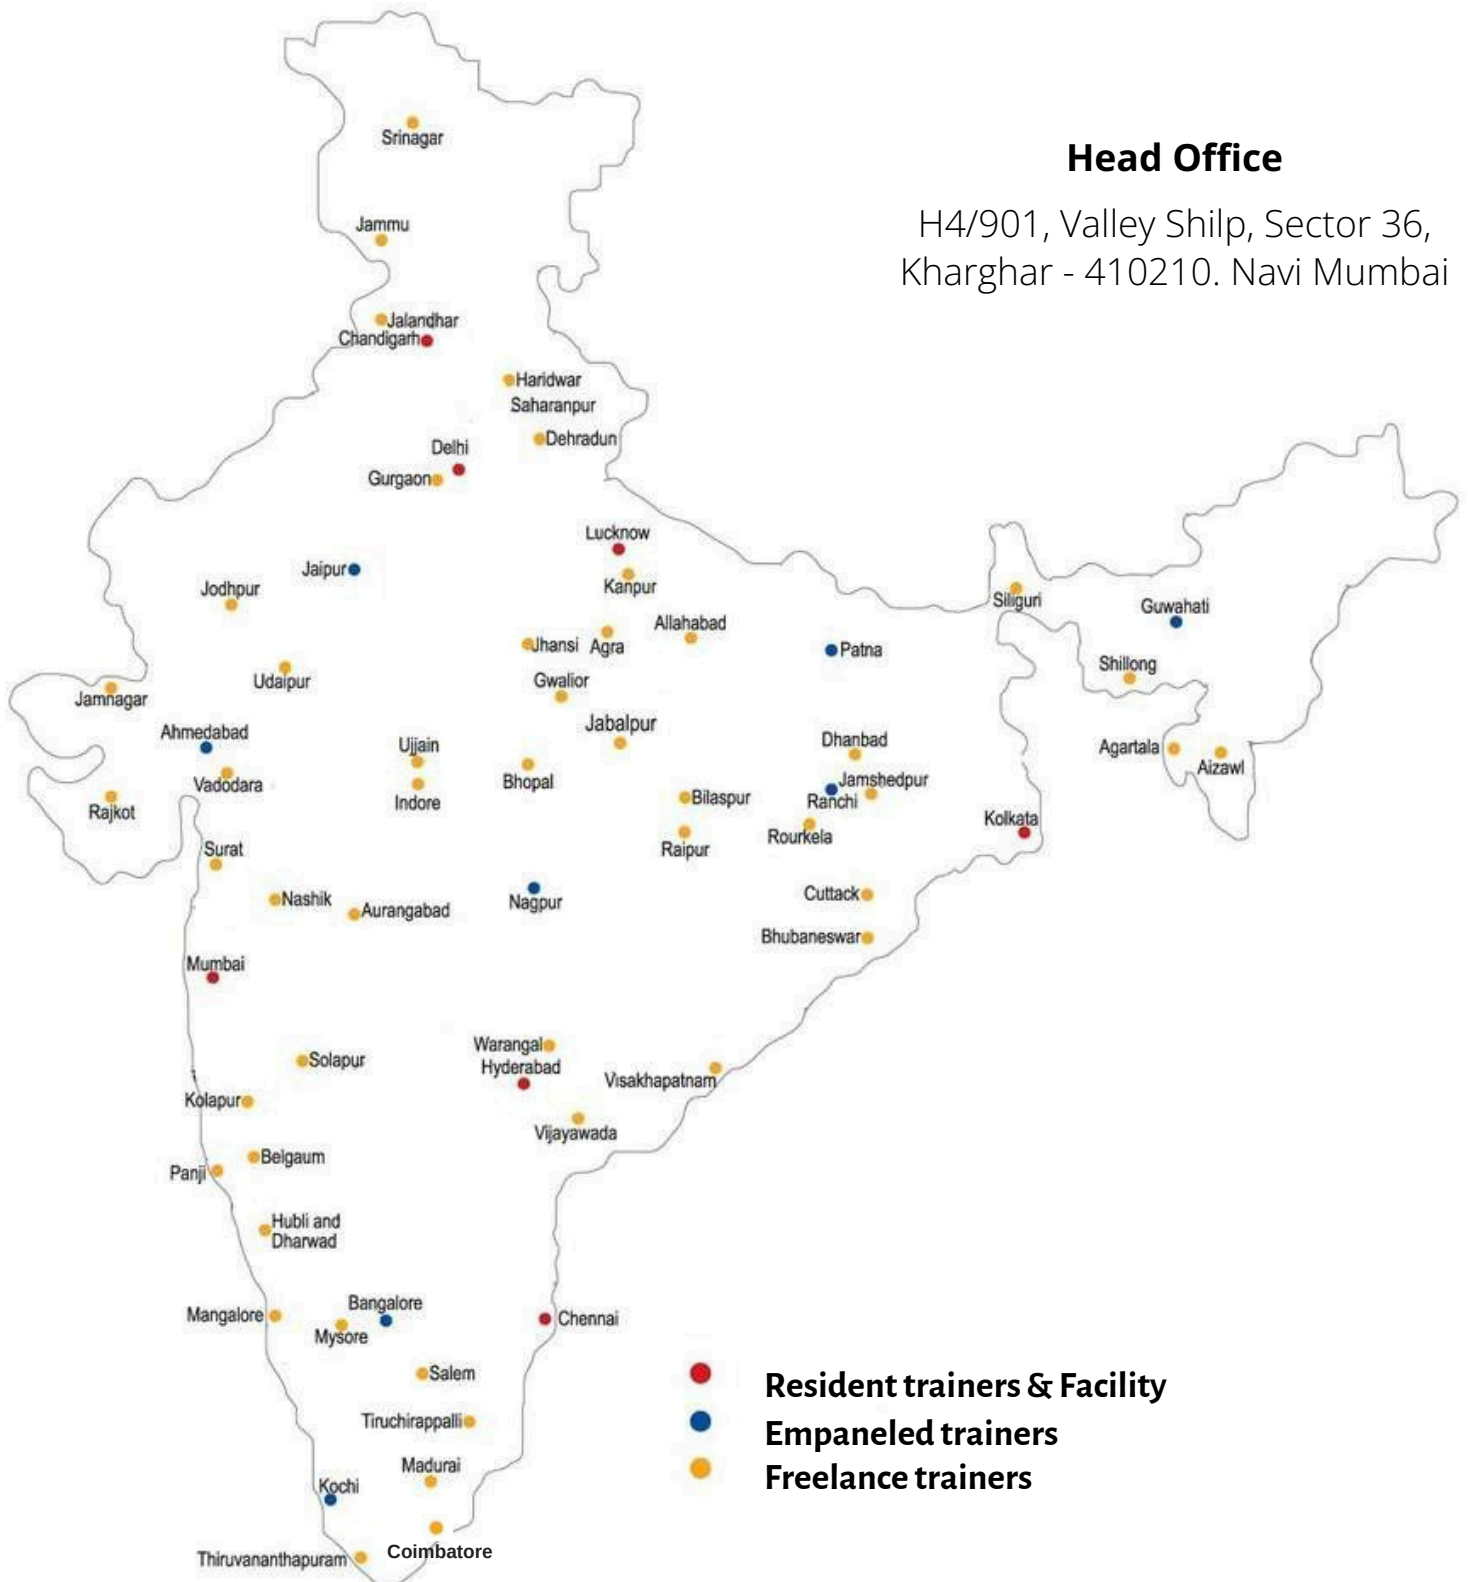 Srinagar
Head Office
H4/901, Valley Shilp, Sector 36,
Kharghar - 410210. Navi Mumbai
Jammu
Jalandhar
Chandigarh
Haridwar
Saharanpur
Dehradun
Delhi
Gurgaon
Lucknow
Jaipur
Kanpur
Jodhpur
Siliguri
Guwahati
Allahabad
Jhansi
Agra
Patna
Shillong
Udaipur
Gwalior
Jamnagar
Jabalpur
Ahmedabad
Ujjain
Dhanbad
Agartala
Aizawl
Vadodara
Bhopal
Jamshedpur
Indore
Bilaspur
Ranchi
Rajkot
Kolkata
Rourkela
Surat
Raipur
Nashik
Aurangabad
Nagpur
Cuttack
Bhubaneswar
Mumbai
Warangal
Solapur
Hyderabad
Visakhapatnam
Kolapur
Vijayawada
Belgaum
Panji
Hubli and
Dharwad
Bangalore
Mangalore
Chennai
Mysore
Salem
Resident trainers & Facility
Tiruchirappalli
Empaneled trainers
Madurai
Freelance trainers
Kochi
Coimbatore
Thiruvananthapuram